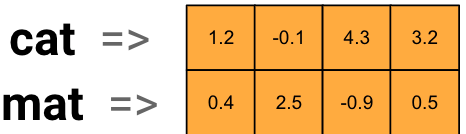 cat => 1.2 -0.1 4.3 3.2
mat => 0.4 2.5 -0.9 0.5